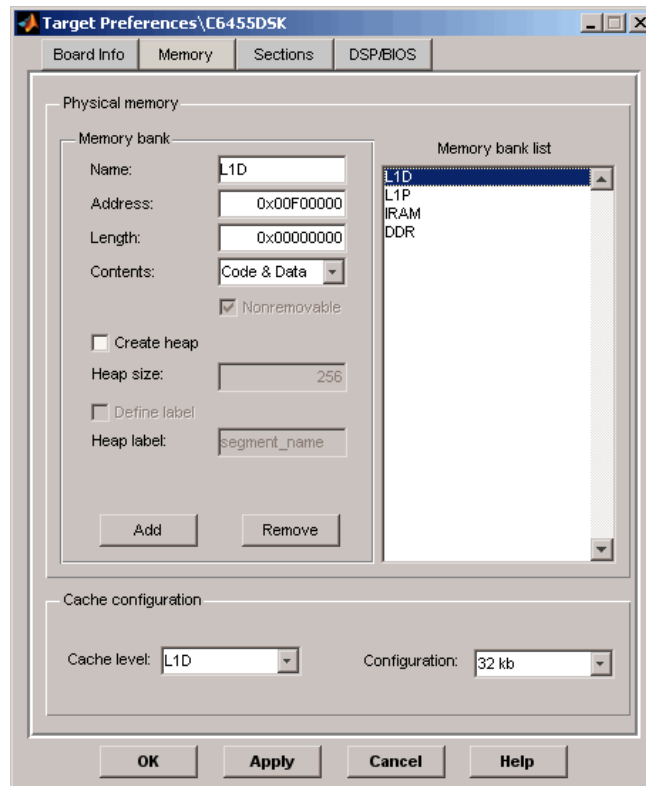 Target Preferences\C6455DSK
Board Info Memory Sections DSP/BIOS
Physical memory
Memory bank
Memory bank list
Name: L1D
Address: 0x00F00000
Length: 0x00000000
Contents: Code & Data
Nonremovable
Create heap
Heap size: 256
Define label
Heap label: segment_name
Add Remove
L1D
L1P
IRAM
DDR
Cache configuration
Cache level: L1D Configuration: 32 kb
OK Apply Cancel Help